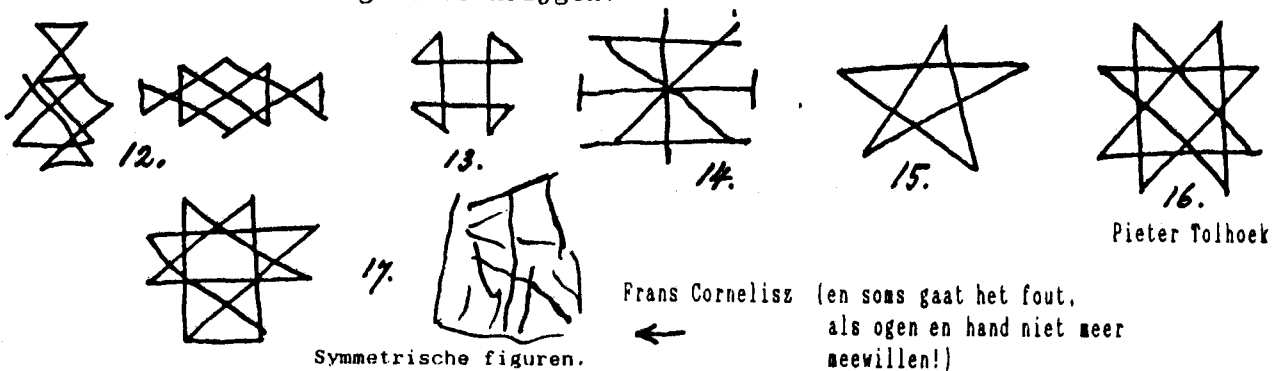 12.
13.
14.
15.
16.
Pieter Tolhoek
17.
Frans Cornelisz (en soms gaat het fout,
als ogen en hand niet meer
meewillen!)
Symmetrische figuren.